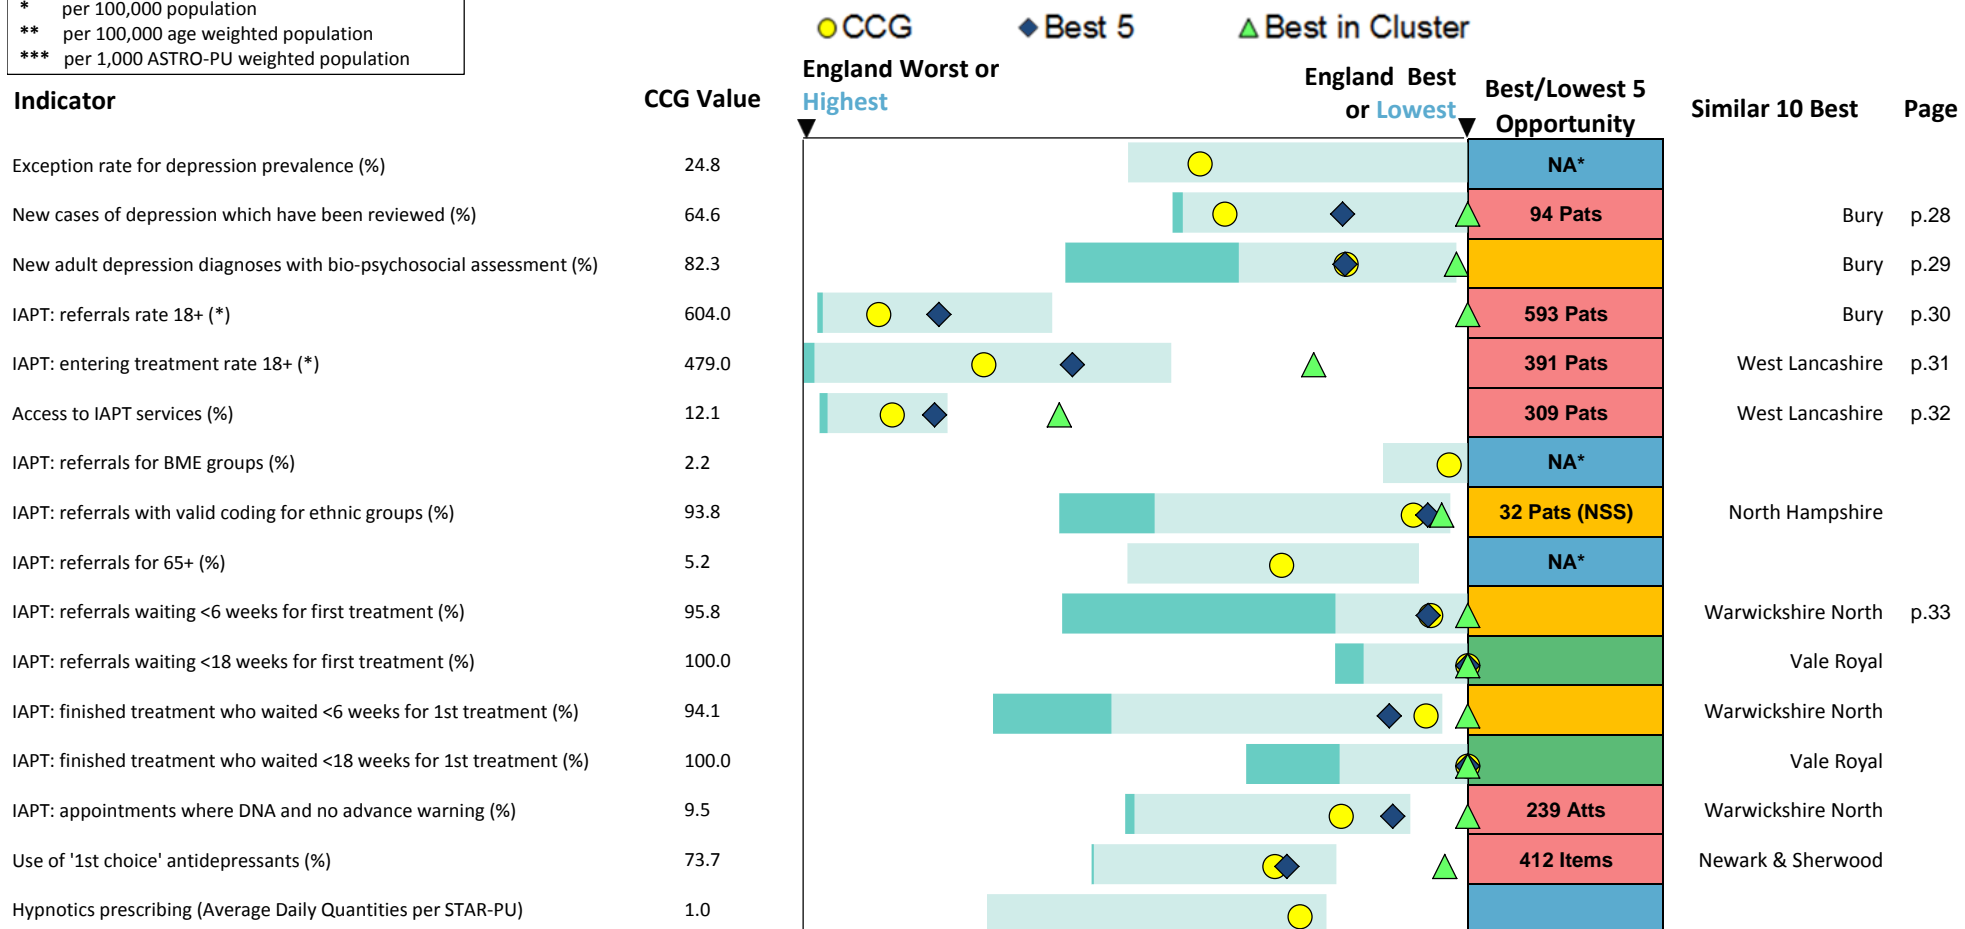 * per 100,000 population
** per 100,000 age weighted population
*** per 1,000 ASTRO-PU weighted population
CCG Best 5 Best in Cluster
Indicator CCG Value England Worst or Highest England Best or Lowest Best/Lowest 5 Opportunity Similar 10 Best Page
Exception rate for depression prevalence (%) 24.8 NA*
New cases of depression which have been reviewed (%) 64.6 94 Pats Bury p.28
New adult depression diagnoses with bio-psychosocial assessment (%) 82.3 Bury p.29
IAPT: referrals rate 18+ (*) 604.0 593 Pats Bury p.30
IAPT: entering treatment rate 18+ (*) 479.0 391 Pats West Lancashire p.31
Access to IAPT services (%) 12.1 309 Pats West Lancashire p.32
IAPT: referrals for BME groups (%) 2.2 NA*
IAPT: referrals with valid coding for ethnic groups (%) 93.8 32 Pats (NSS) North Hampshire
IAPT: referrals for 65+ (%) 5.2 NA*
IAPT: referrals waiting <6 weeks for first treatment (%) 95.8 Warwickshire North p.33
IAPT: referrals waiting <18 weeks for first treatment (%) 100.0 Vale Royal
IAPT: finished treatment who waited <6 weeks for 1st treatment (%) 94.1 Warwickshire North
IAPT: finished treatment who waited <18 weeks for 1st treatment (%) 100.0 Vale Royal
IAPT: appointments where DNA and no advance warning (%) 9.5 239 Atts Warwickshire North
Use of '1st choice' antidepressants (%) 73.7 412 Items Newark & Sherwood
Hypnotics prescribing (Average Daily Quantities per STAR-PU) 1.0